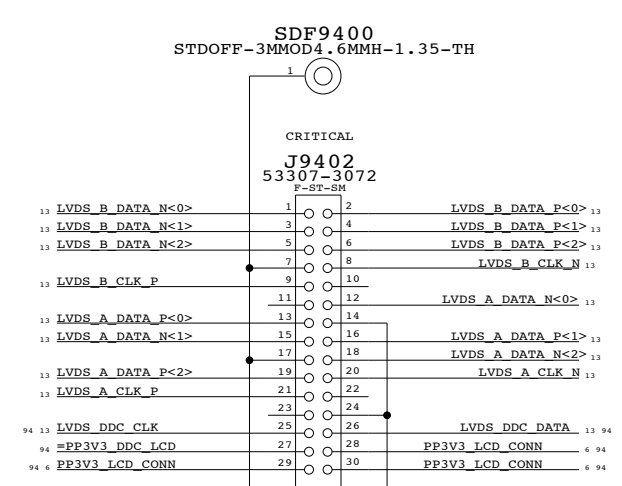 SDF9400
STDOFF-3MMOD4.6MMH-1.35-TH
1
CRITICAL
J9402
53307-3072
F-ST-SM
13 LVDS_B_DATA_N<0> 1 2 LVDS_B_DATA_P<0> 13
13 LVDS_B_DATA_N<1> 3 4 LVDS_B_DATA_P<1> 13
13 LVDS_B_DATA_N<2> 5 6 LVDS_B_DATA_P<2> 13
7 8 LVDS_B_CLK_N 13
13 LVDS_B_CLK_P 9 10
11 12 LVDS_A_DATA_N<0> 13
13 LVDS_A_DATA_P<0> 13 14
13 LVDS_A_DATA_N<1> 15 16 LVDS_A_DATA_P<1> 13
17 18 LVDS_A_DATA_N<2> 13
13 LVDS_A_DATA_P<2> 19 20 LVDS_A_CLK_N 13
13 LVDS_A_CLK_P 21 22
23 24
94 13 LVDS_DDC_CLK 25 26 LVDS_DDC_DATA 13 94
94 =PP3V3_DDC_LCD 27 28 PP3V3_LCD_CONN 6 94
94 6 PP3V3_LCD_CONN 29 30 PP3V3_LCD_CONN 6 94